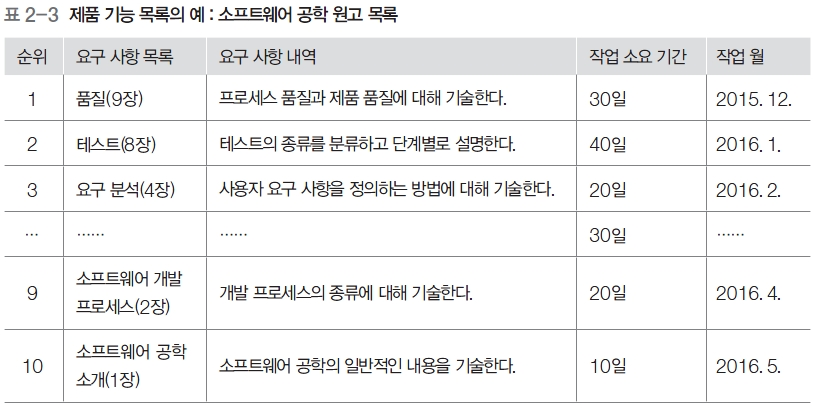 표 2-3 제품 기능 목록의 예 : 소프트웨어 공학 원고 목록
순위 요구 사항 목록 요구 사항 내역 작업 소요 기간 작업 월
1 품질(9장) 프로세스 품질과 제품 품질에 대해 기술한다. 30일 2015. 12.
2 테스트(8장) 테스트의 종류를 분류하고 단계별로 설명한다. 40일 2016. 1.
3 요구 분석(4장) 사용자 요구 사항을 정의하는 방법에 대해 기술한다. 20일 2016. 2.
… …… …… 30일 ……
9 소프트웨어 개발
프로세스(2장) 개발 프로세스의 종류에 대해 기술한다. 20일 2016. 4.
10 소프트웨어 공학
소개(1장) 소프트웨어 공학의 일반적인 내용을 기술한다. 10일 2016. 5.